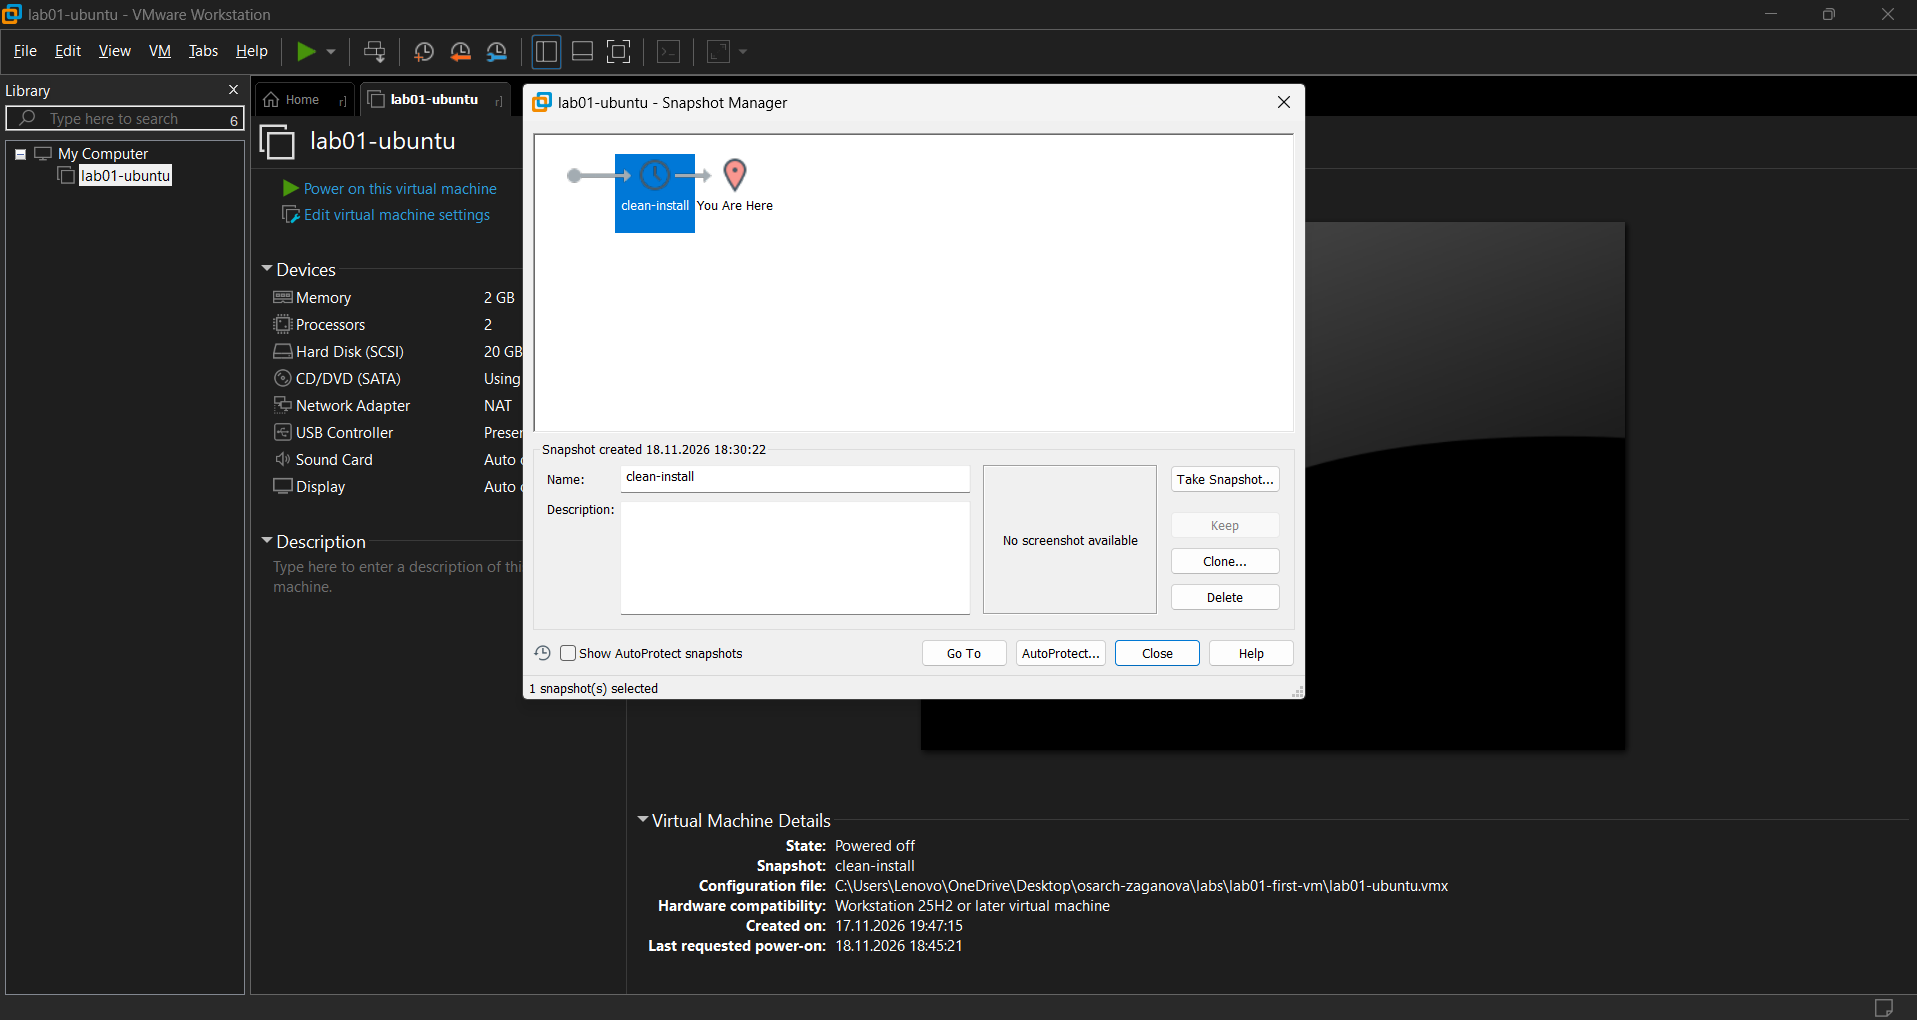 lab01-ubuntu - VMware Workstation
File Edit View VM Tabs Help
Library
Type here to search
My Computer
lab01-ubuntu
Home
lab01-ubuntu
lab01-ubuntu
Power on this virtual machine
Edit virtual machine settings
Devices
Memory 2 GB
Processors 2
Hard Disk (SCSI) 20 GB
CD/DVD (SATA) Using
Network Adapter NAT
USB Controller
Sound Card Auto
Display Auto
Description
Type here to enter a description of
machine.
lab01-ubuntu - Snapshot Manager
clean-install You Are Here
Snapshot created 18.11.2026 18:30:22
Name: clean-install
Description:
No screenshot available
Take Snapshot...
Keep
Clone...
Delete
Show AutoProtect snapshots
Go To AutoProtect... Close Help
1 snapshot(s) selected
Virtual Machine Details
State: Powered off
Snapshot: clean-install
Configuration file: C:\Users\Lenovo\OneDrive\Desktop\osarch-zaganova\labs\lab01-first-vm\lab01-ubuntu.vmx
Hardware compatibility: Workstation 25H2 or later virtual machine
Created on: 17.11.2026 19:47:15
Last requested power-on: 18.11.2026 18:45:21